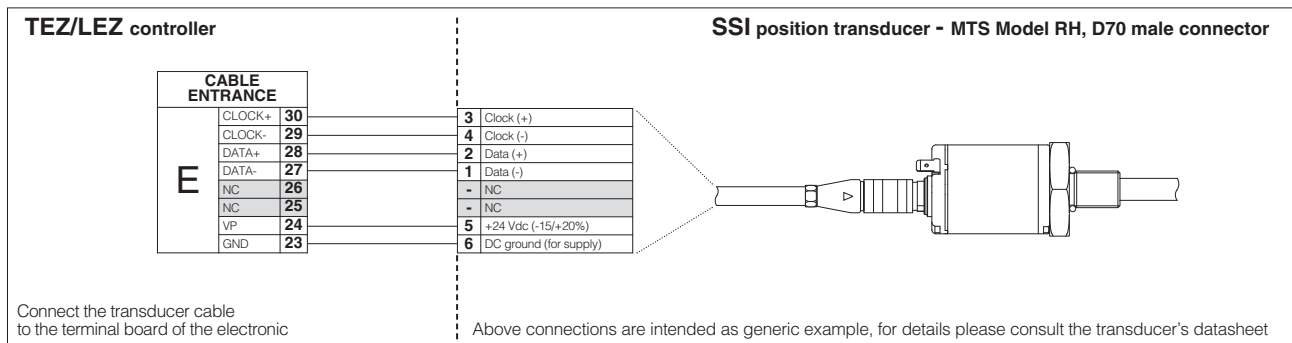 TEZ/LEZ controller
SSI position transducer - MTS Model RH, D70 male connector
CABLE
ENTRANCE
E
CLOCK+ 30
CLOCK- 29
DATA+ 28
DATA- 27
NC 26
NC 25
VP 24
GND 23
3 Clock (+)
4 Clock (-)
2 Data (+)
1 Data (-)
- NC
- NC
5 +24 Vdc (-15/+20%)
6 DC ground (for supply)
Connect the transducer cable
to the terminal board of the electronic
Above connections are intended as generic example, for details please consult the transducer's datasheet